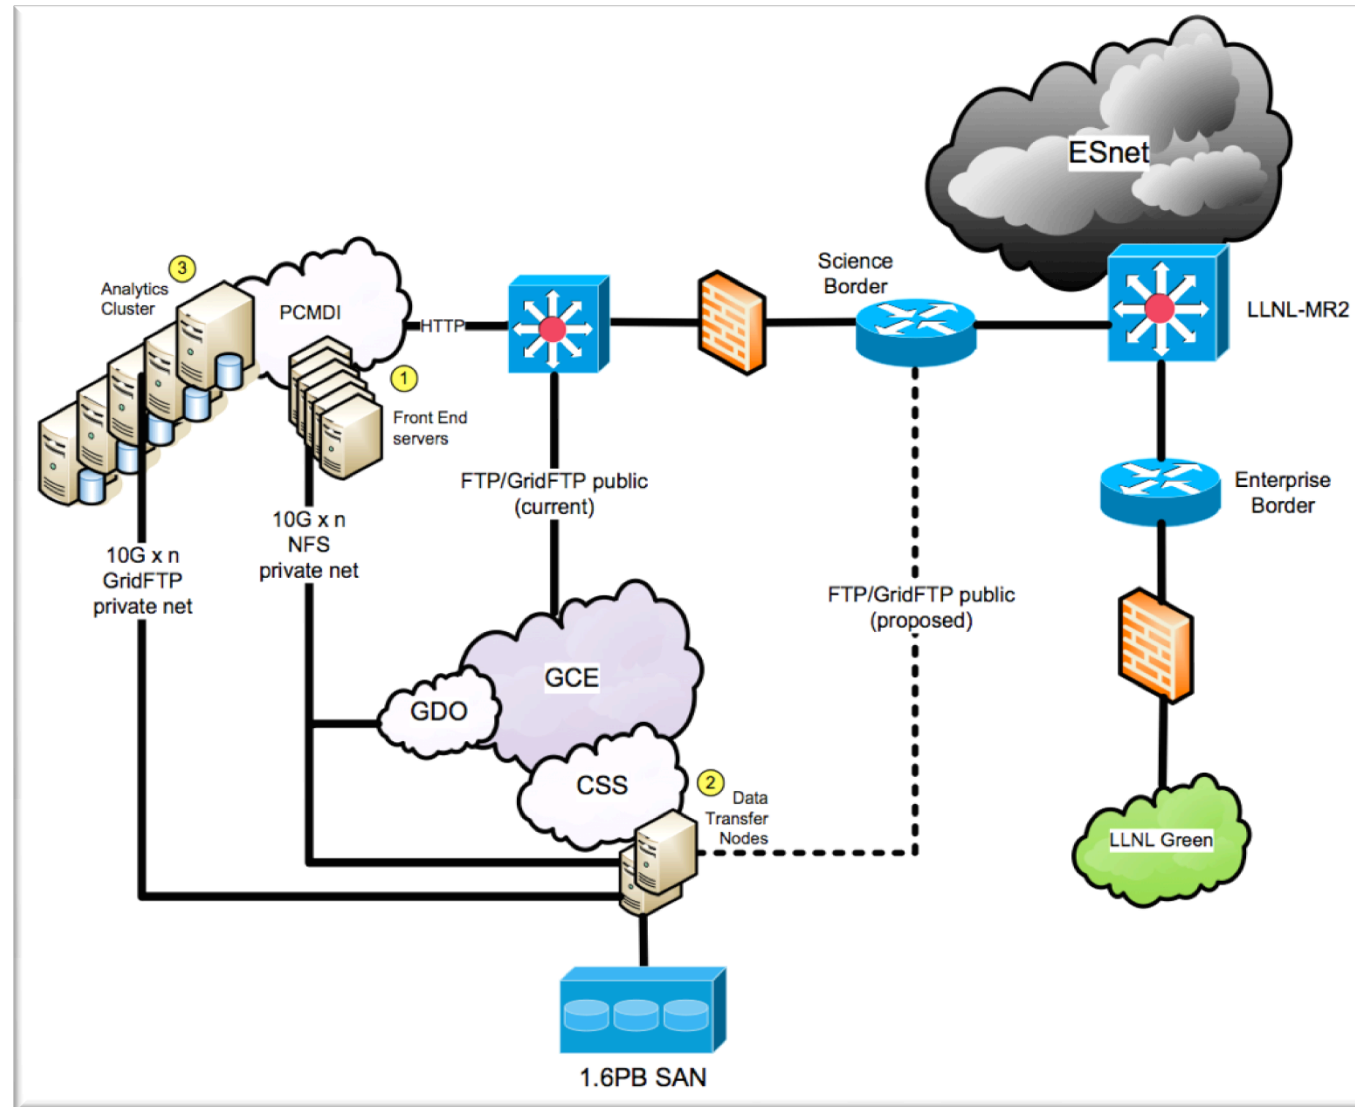 ESnet
Science
Border
LLNL-MR2
3
Analytics
Cluster
PCMDI
HTTP
1
Front End
servers
FTP/GridFTP public
(current)
Enterprise
Border
10G x n
NFS
private net
10G x n
GridFTP
private net
FTP/GridFTP public
(proposed)
GCE
GDO
CSS
2
Data
Transfer
Nodes
LLNL Green
1.6PB SAN